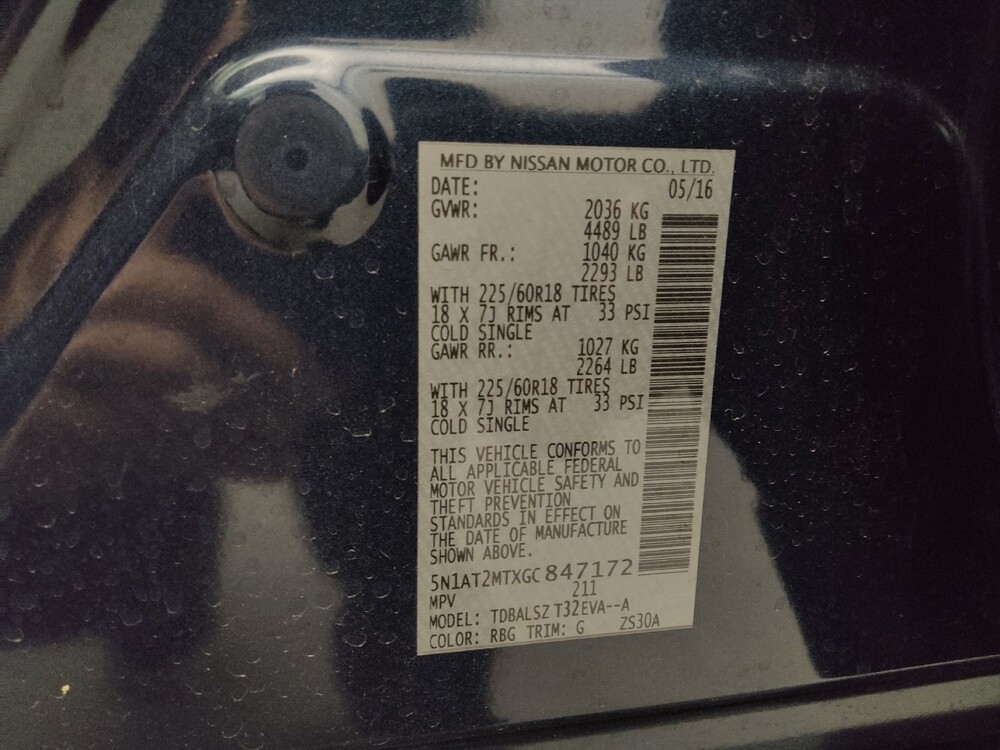 MFD BY NISSAN MOTOR CO., LTD.
DATE: 05/16
GVWR: 2036 KG
4489 LB
GAWR FR.: 1040 KG
2293 LB
WITH 225/60R18 TIRES
18 X 7J RIMS AT 33 PSI
COLD SINGLE
GAWR RR.: 1027 KG
2264 LB
WITH 225/60R18 TIRES
18 X 7J RIMS AT 33 PSI
COLD SINGLE
THIS VEHICLE CONFORMS TO
ALL APPLICABLE FEDERAL
MOTOR VEHICLE SAFETY AND
THEFT PREVENTION
STANDARDS IN EFFECT ON
THE DATE OF MANUFACTURE
SHOWN ABOVE.
5N1AT2MTXGC847172
MPV 211
MODEL: TDBALSZ T32EVA--A
COLOR: RBG TRIM: G ZS30A